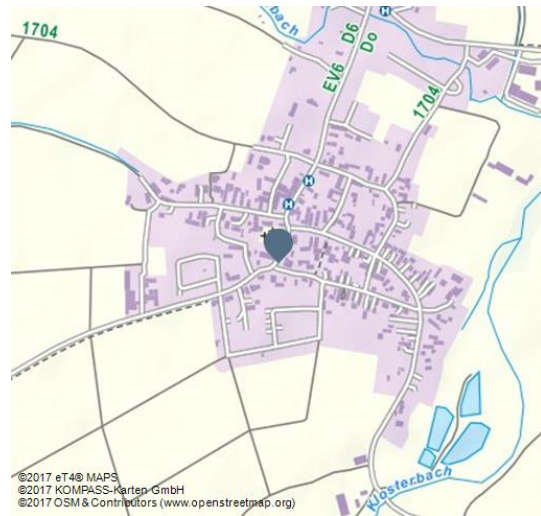 1704
bach
EV6 D6
Do
1704
H
H
H
Klosterbach
©2017 eT4® MAPS
©2017 KOMPASS-Karten GmbH
©2017 OSM & Contributors (www.openstreetmap.org)